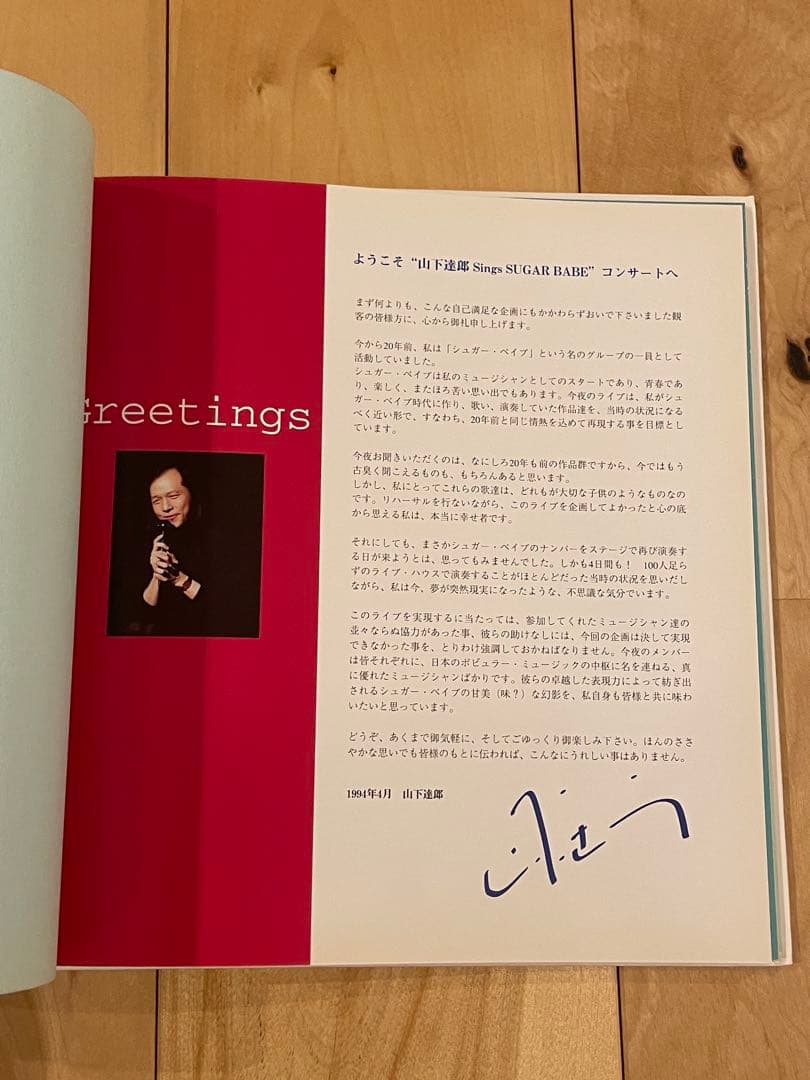 Greetings
ようこそ “山下達郎 Sings SUGAR BABE” コンサートへ
まず何よりも、こんな自己満足な企画にもかかわらずおいで下さいました観
客の皆様方に、心から御礼申し上げます。
今から20年前、私は「シュガー・ベイブ」という名のグループの一員として
活動していました。
シュガー・ベイブは私のミュージシャンとしてのスタートであり、青春であ
り、楽しく、またほろ苦い思い出でもあります。今夜のライブは、私がシュ
ガー・ベイブ時代に作り、歌い、演奏していた作品達を、当時の状況になる
べく近い形で、すなわち、20年前と同じ情熱を込めて再現する事を目標とし
ています。
今夜お聞きいただくのは、なにしろ20年も前の作品群ですから、今ではもう
古臭く聞こえるものも、もちろんあると思います。
しかし、私にとってこれらの歌達は、どれもが大切な子供のようなものなの
です。リハーサルを行ないながら、このライブを企画してよかったと心の底
から思える私は、本当に幸せ者です。
それにしても、まさかシュガー・ベイブのナンバーをステージで再び演奏す
る日が来ようとは、思ってもみませんでした。しかも4日間も！　100人足ら
ずのライブ・ハウスで演奏することがほとんどだった当時の状況を思いだし
ながら、私は今、夢が突然現実になったような、不思議な気分でいます。
このライブを実現するに当たっては、参加してくれたミュージシャン達の
並々ならぬ協力があった事、彼らの助けなしには、今回の企画は決して実現
できなかった事を、とりわけ強調しておかねばなりません。今夜のメンバー
は皆それぞれに、日本のポピュラー・ミュージックの中枢に名を連ねる、真
に優れたミュージシャンばかりです。彼らの卓越した表現力によって紡ぎ出
されるシュガー・ベイブの甘美（味？）な幻影を、私自身も皆様と共に味わ
いたいと思っています。
どうぞ、あくまで御気軽に、そしてごゆっくり御楽しみ下さい。ほんのささ
やかな思いでも皆様のもとに伝われば、こんなにうれしい事はありません。
1994年4月　山下達郎